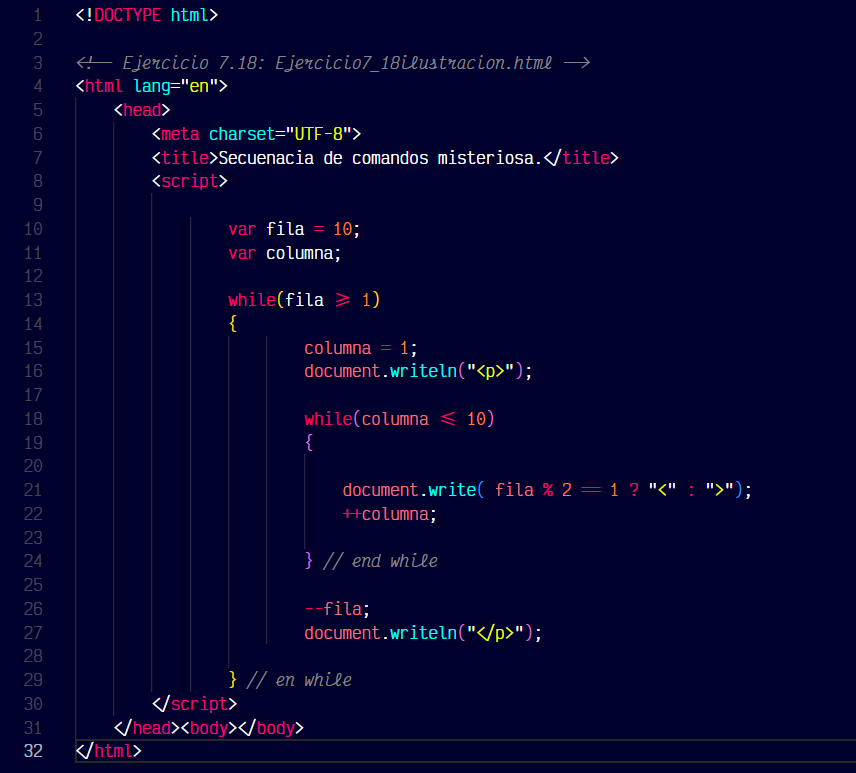 1 <!DOCTYPE html>
2
3 <!-- Ejercicio 7.18: Ejercicio7_18ilustracion.html -->
4 <html lang="en">
5 <head>
6 <meta charset="UTF-8">
7 <title>Secuenacia de comandos misteriosa.</title>
8 <script>
9
10 var fila = 10;
11 var columna;
12
13 while(fila >= 1)
14 {
15 columna = 1;
16 document.writeln("<p>");
17
18 while(columna <= 10)
19 {
20
21 document.write( fila % 2 == 1 ? "<" : ">");
22 ++columna;
23
24 } // end while
25
26 --fila;
27 document.writeln("</p>");
28
29 } // en while
30 </script>
31 </head><body></body>
32 </html>